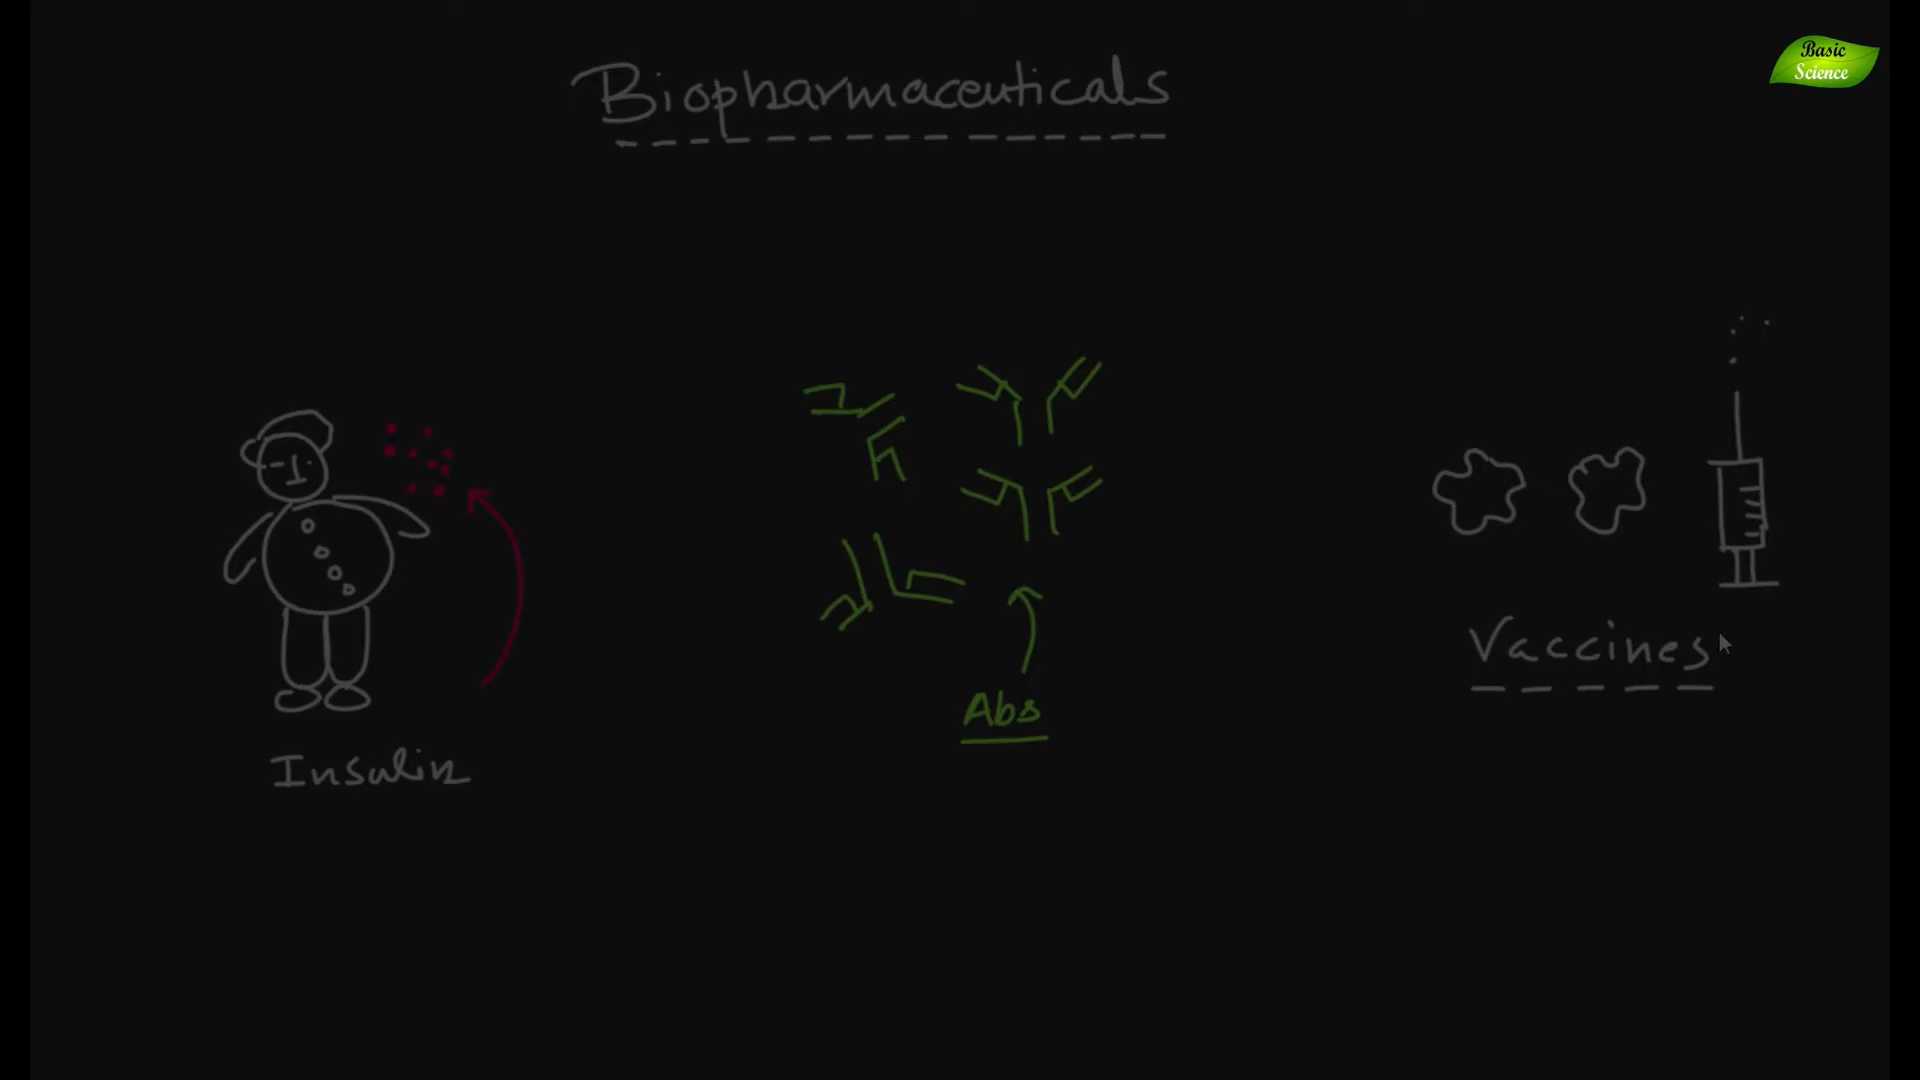 Biopharmaceuticals
Basic
Science
Abs
Vaccines
Insulin